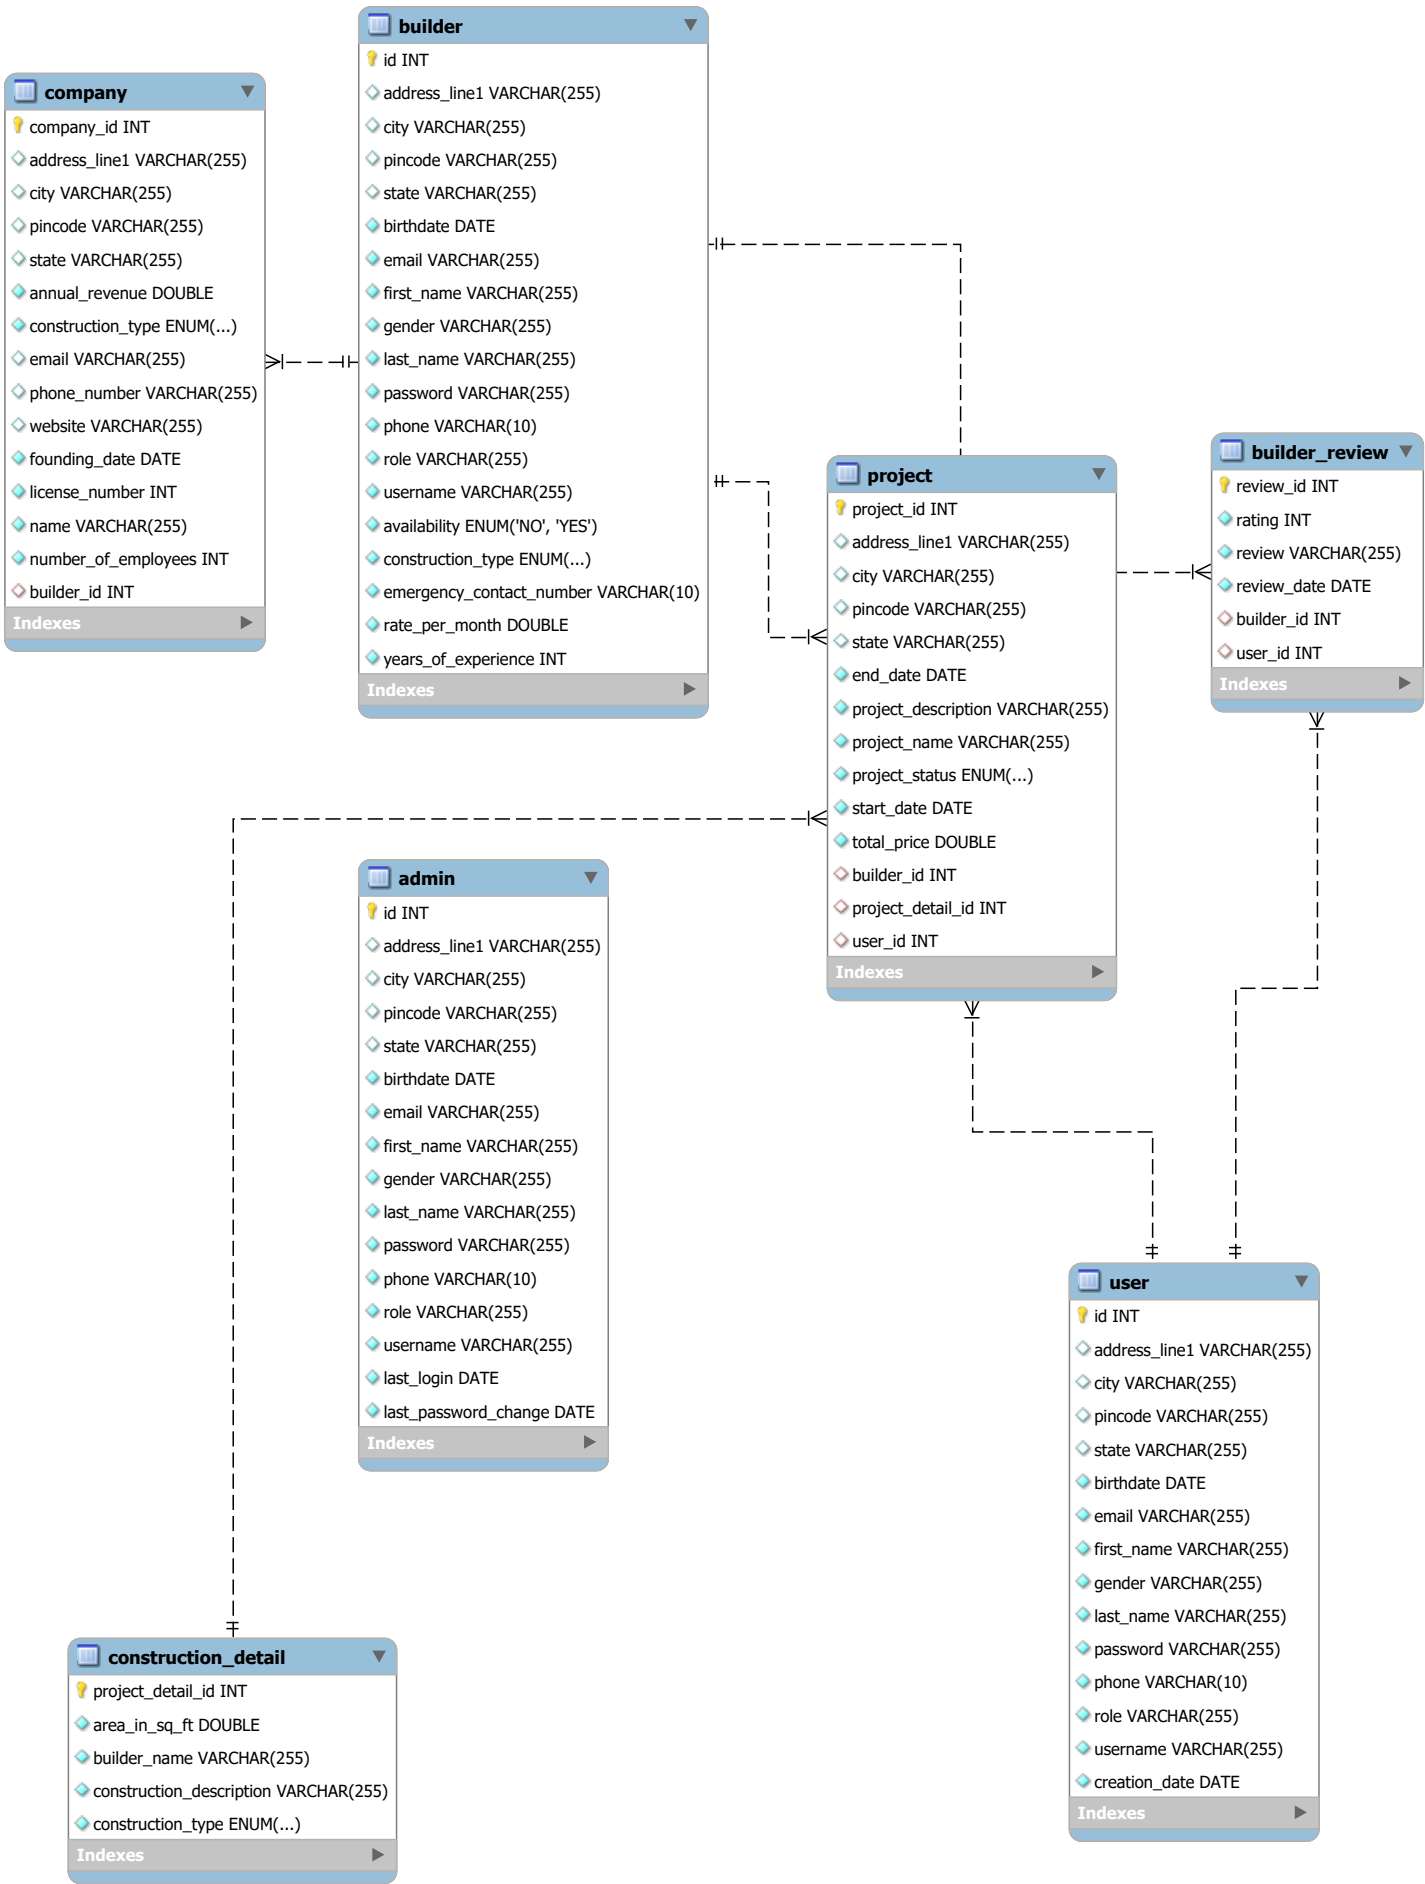 builder
id INT
address_line1 VARCHAR(255)
city VARCHAR(255)
pincode VARCHAR(255)
state VARCHAR(255)
birthdate DATE
email VARCHAR(255)
first_name VARCHAR(255)
gender VARCHAR(255)
last_name VARCHAR(255)
password VARCHAR(255)
phone VARCHAR(10)
role VARCHAR(255)
username VARCHAR(255)
availability ENUM('NO', 'YES')
construction_type ENUM(...)
emergency_contact_number VARCHAR(10)
rate_per_month DOUBLE
years_of_experience INT
Indexes
company
company_id INT
address_line1 VARCHAR(255)
city VARCHAR(255)
pincode VARCHAR(255)
state VARCHAR(255)
annual_revenue DOUBLE
construction_type ENUM(...)
email VARCHAR(255)
phone_number VARCHAR(255)
website VARCHAR(255)
founding_date DATE
license_number INT
name VARCHAR(255)
number_of_employees INT
builder_id INT
Indexes
project
project_id INT
address_line1 VARCHAR(255)
city VARCHAR(255)
pincode VARCHAR(255)
state VARCHAR(255)
end_date DATE
project_description VARCHAR(255)
project_name VARCHAR(255)
project_status ENUM(...)
start_date DATE
total_price DOUBLE
builder_id INT
project_detail_id INT
user_id INT
Indexes
builder_review
review_id INT
rating INT
review VARCHAR(255)
review_date DATE
builder_id INT
user_id INT
Indexes
admin
id INT
address_line1 VARCHAR(255)
city VARCHAR(255)
pincode VARCHAR(255)
state VARCHAR(255)
birthdate DATE
email VARCHAR(255)
first_name VARCHAR(255)
gender VARCHAR(255)
last_name VARCHAR(255)
password VARCHAR(255)
phone VARCHAR(10)
role VARCHAR(255)
username VARCHAR(255)
last_login DATE
last_password_change DATE
Indexes
user
id INT
address_line1 VARCHAR(255)
city VARCHAR(255)
pincode VARCHAR(255)
state VARCHAR(255)
birthdate DATE
email VARCHAR(255)
first_name VARCHAR(255)
gender VARCHAR(255)
last_name VARCHAR(255)
password VARCHAR(255)
phone VARCHAR(10)
role VARCHAR(255)
username VARCHAR(255)
creation_date DATE
Indexes
construction_detail
project_detail_id INT
area_in_sq_ft DOUBLE
builder_name VARCHAR(255)
construction_description VARCHAR(255)
construction_type ENUM(...)
Indexes